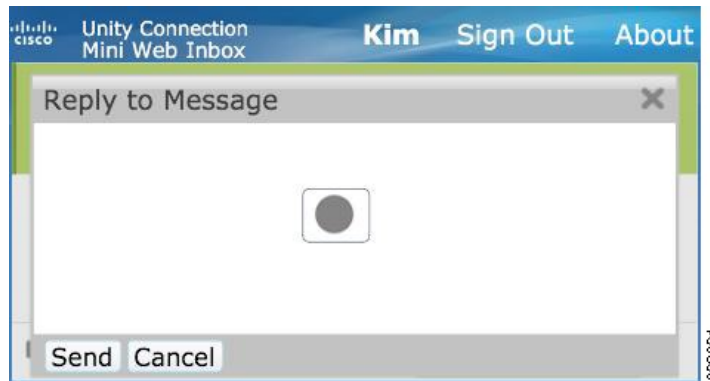 cisco
Unity Connection
Mini Web Inbox
Kim Sign Out About
Reply to Message
Send Cancel